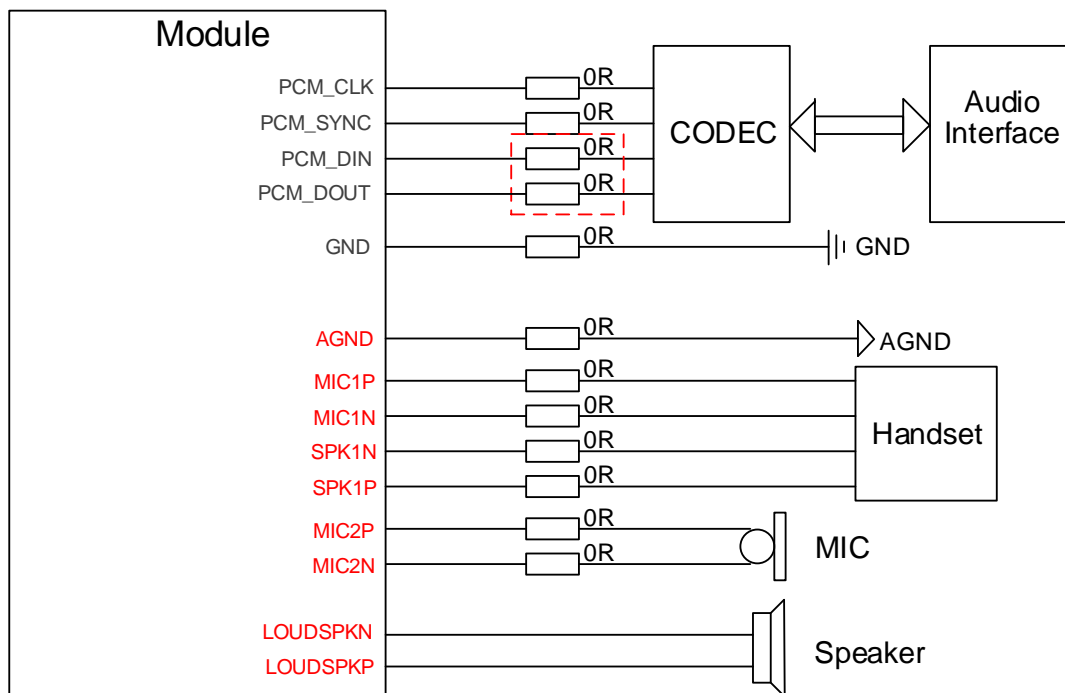 Module
PCM_CLK
0R
PCM_SYNC
0R
PCM_DIN
0R
PCM_DOUT
0R
CODEC
Audio
Interface
GND
0R
GND
AGND
0R
AGND
MIC1P
0R
MIC1N
0R
SPK1N
0R
SPK1P
0R
Handset
MIC2P
0R
MIC2N
0R
MIC
LOUDSPKN
LOUDSPKP
Speaker